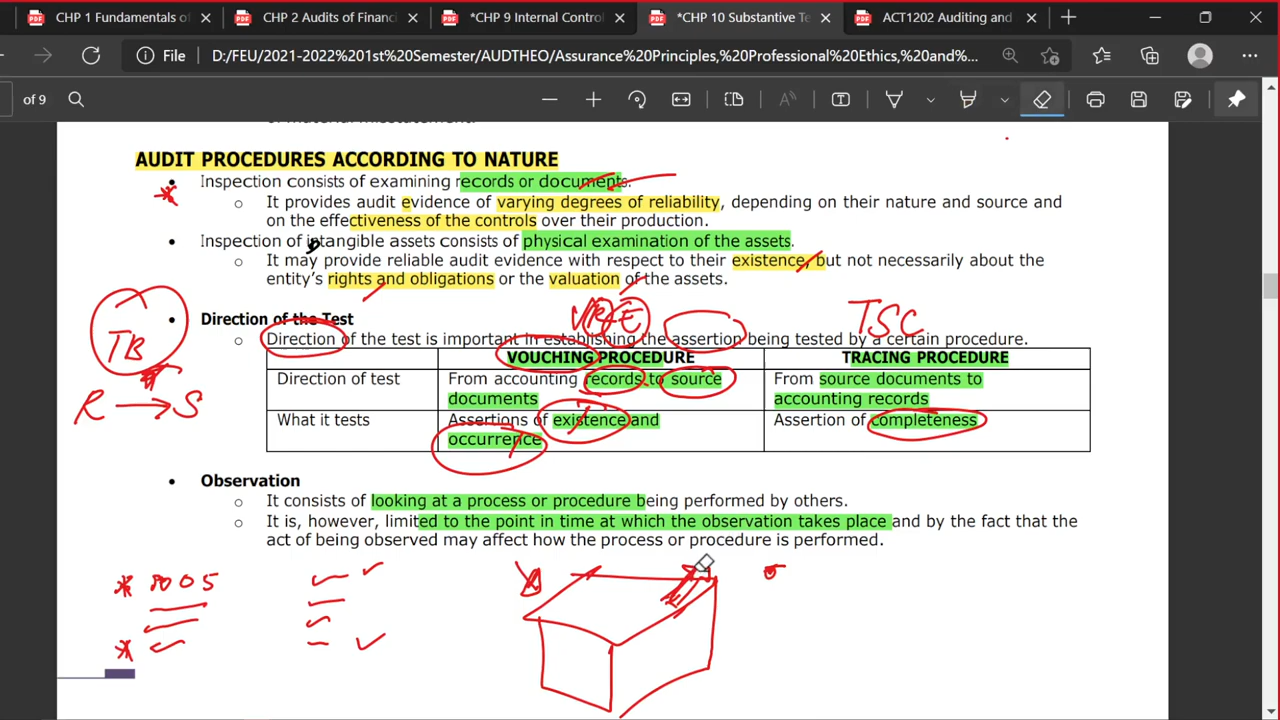 CHP 1 Fundamentals of
CHP 2 Audits of Financi
*CHP 9 Internal Contro
*CHP 10 Substantive Te
ACT1202 Auditing and
File
D:/FEU/2021-2022%201st%20Semester/AUDTHEO/Assurance%20Principles,%20Professional%20Ethics,%20and%...
of 9
AUDIT PROCEDURES ACCORDING TO NATURE
• Inspection consists of examining records or documents.
o It provides audit evidence of varying degrees of reliability, depending on their nature and source and
on the effectiveness of the controls over their production.
• Inspection of intangible assets consists of physical examination of the assets.
o It may provide reliable audit evidence with respect to their existence, but not necessarily about the
entity's rights and obligations or the valuation of the assets.
VRE
TSC
• Direction of the Test
o Direction of the test is important in establishing the assertion being tested by a certain procedure.
TB
VOUCHING PROCEDURE
TRACING PROCEDURE
Direction of test
From accounting records to source
documents
From source documents to
accounting records
R → S
What it tests
Assertions of existence and
occurrence
Assertion of completeness
• Observation
o It consists of looking at a process or procedure being performed by others.
o It is, however, limited to the point in time at which the observation takes place and by the fact that the
act of being observed may affect how the process or procedure is performed.